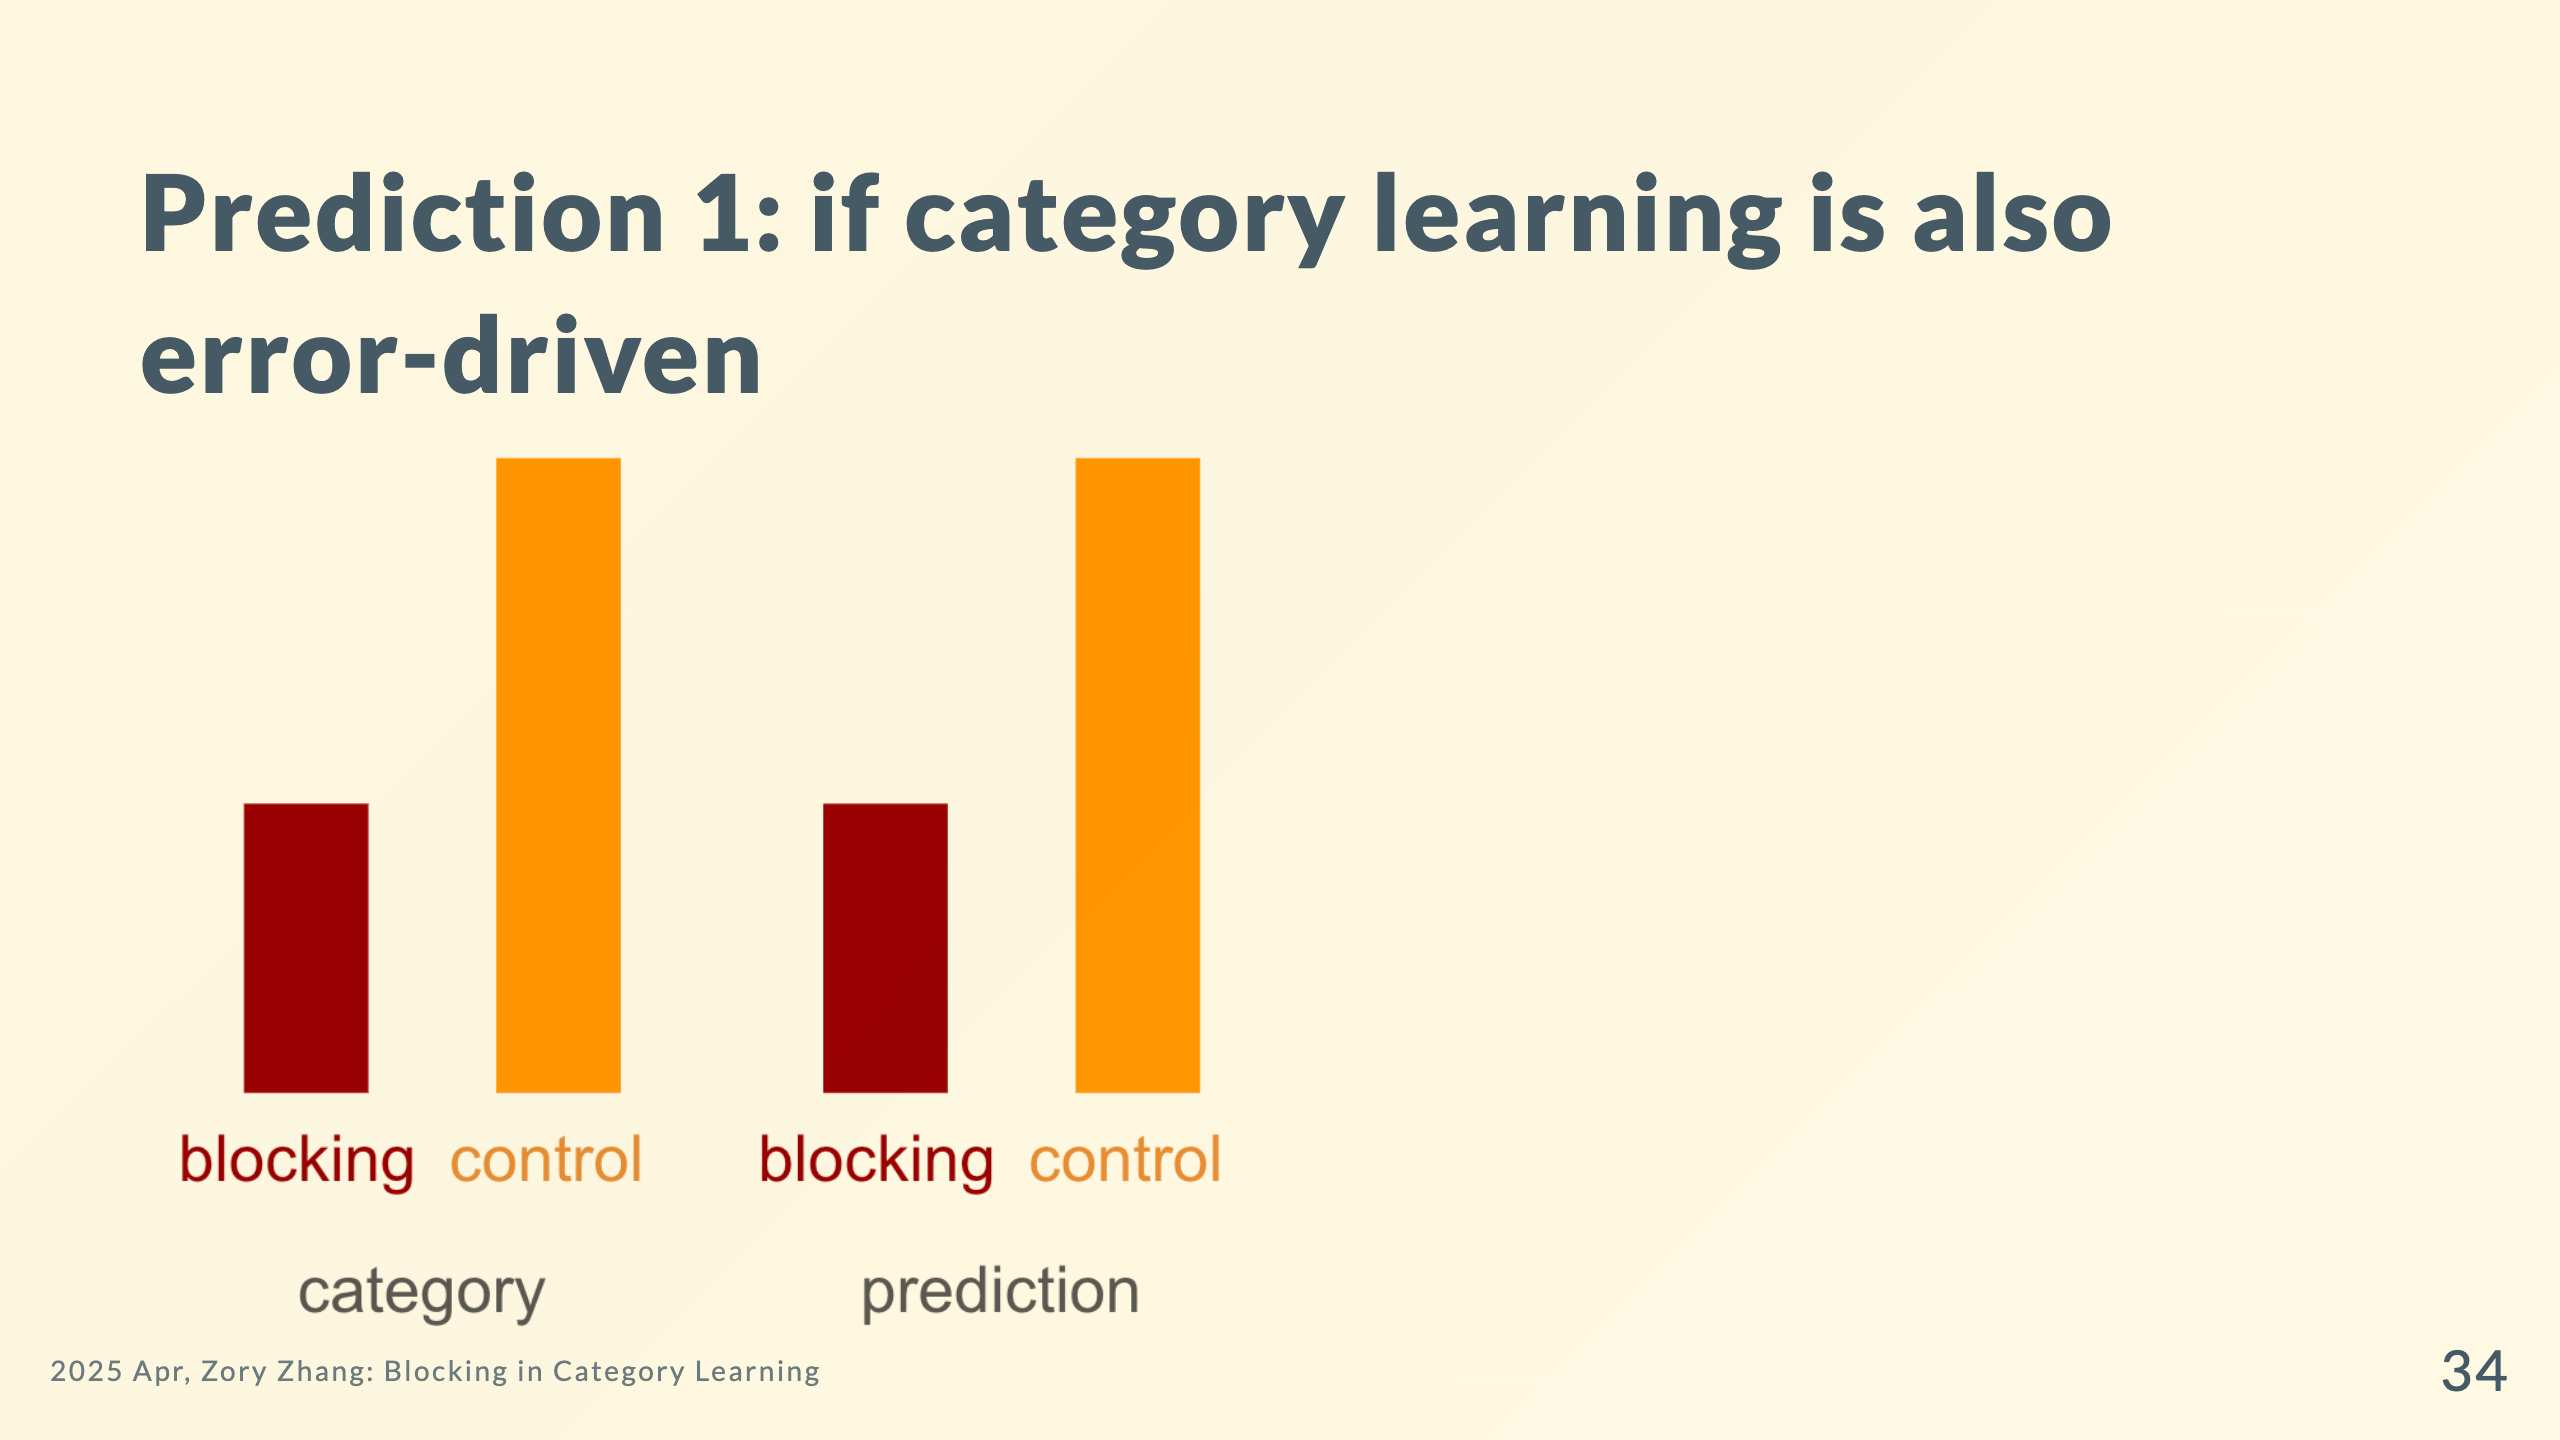 Prediction 1: if category learning is also
error-driven
blocking control blocking control
category prediction
2025 Apr, Zory Zhang: Blocking in Category Learning
34